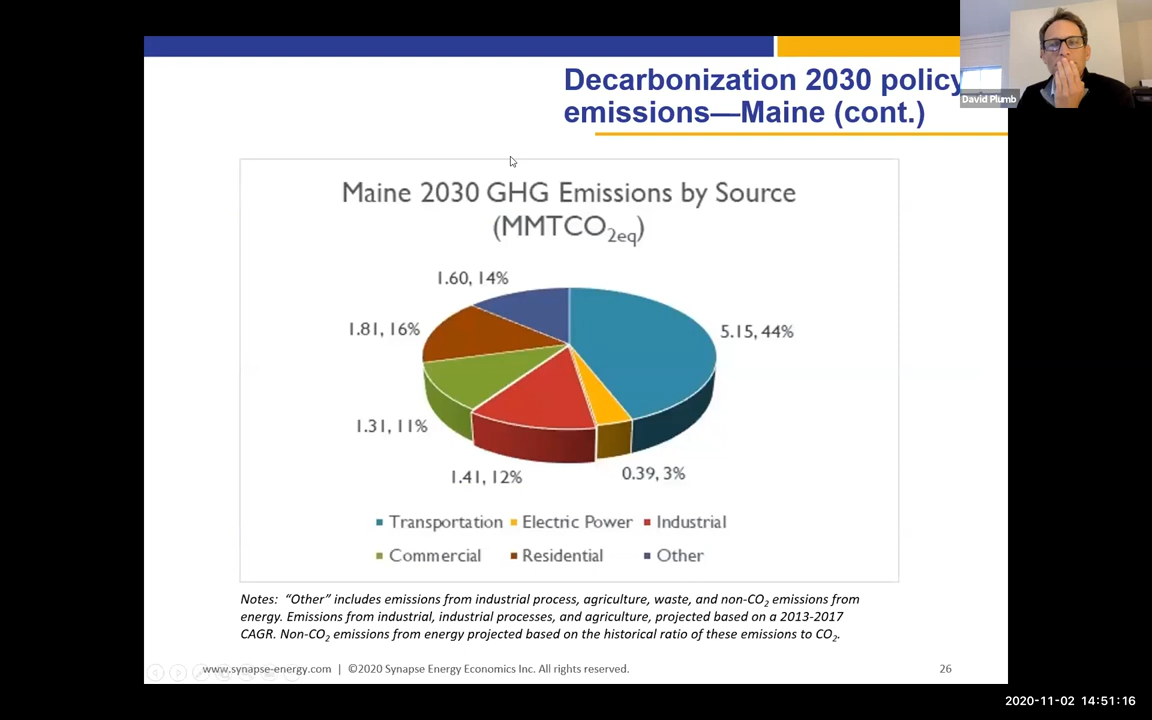 Decarbonization 2030 policy
emissions—Maine (cont.)
David Plumb
Maine 2030 GHG Emissions by Source
(MMTCO2eq)
1.60, 14%
1.81, 16%
5.15, 44%
1.31, 11%
1.41, 12%
0.39, 3%
Transportation Electric Power Industrial
Commercial Residential Other
Notes: “Other” includes emissions from industrial process, agriculture, waste, and non-CO2 emissions from
energy. Emissions from industrial, industrial processes, and agriculture, projected based on a 2013-2017
CAGR. Non-CO2 emissions from energy projected based on the historical ratio of these emissions to CO2.
www.synapse-energy.com | ©2020 Synapse Energy Economics Inc. All rights reserved. 26
2020-11-02 14:51:16